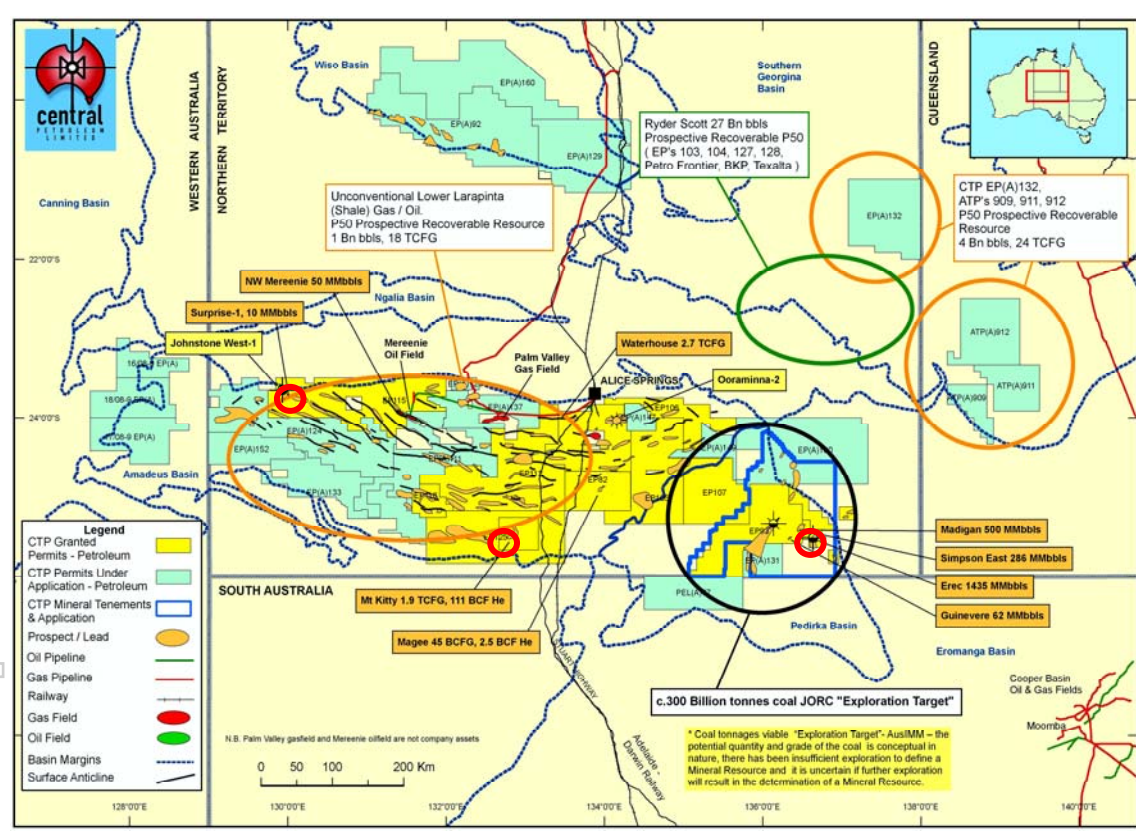 central
PETROLEUM
LIMITED
WESTERN AUSTRALIA
NORTHERN TERRITORY
QUEENSLAND
SOUTH AUSTRALIA
Wiso Basin
Southern
Georgina
Basin
Canning Basin
Ngalia Basin
Amadeus Basin
Pedirka Basin
Eromanga Basin
EP(A)160
EP(A)92
EP(A)129
EP(A)132
ATP(A)912
ATP(A)911
ATP(A)909
Ryder Scott 27 Bn bbls
Prospective Recoverable P50
( EP's 103, 104, 127, 128,
Petro Frontier, BKP, Texalta )
CTP EP(A)132,
ATP's 909, 911, 912
P50 Prospective Recoverable
Resource
4 Bn bbls, 24 TCFG
Unconventional Lower Larapinta
(Shale) Gas / Oil.
P50 Prospective Recoverable Resource
1 Bn bbls, 18 TCFG
22°0'0"S
24°0'0"S
NW Mereenie 50 MMbbls
Surprise-1, 10 MMbbls
Johnstone West-1
Mereenie
Oil Field
Palm Valley
Gas Field
Waterhouse 2.7 TCFG
ALICE SPRINGS
Ooraminna-2
EP115
EP(A)137
EP(A)124
EP(A)152
EP(A)133
EP82
EP107
EP(A)131
Madigan 500 MMbbls
Simpson East 286 MMbbls
Erec 1435 MMbbls
Guinevere 62 MMbbls
Mt Kitty 1.9 TCFG, 111 BCF He
Magee 45 BCFG, 2.5 BCF He
STUART HIGHWAY
Adelaide -
Darwin Railway
c.300 Billion tonnes coal JORC "Exploration Target"
* Coal tonnages viable "Exploration Target"- AusIMM – the
potential quantity and grade of the coal is conceptual in
nature, there has been insufficient exploration to define a
Mineral Resource and it is uncertain if further exploration
will result in the determination of a Mineral Resource.
Cooper Basin
Oil & Gas Fields
Moomba
Legend
CTP Granted
Permits - Petroleum
CTP Permits Under
Application - Petroleum
CTP Mineral Tenements
& Application
Prospect / Lead
Oil Pipeline
Gas Pipeline
Railway
Gas Field
Oil Field
Basin Margins
Surface Anticline
N.B. Palm Valley gasfield and Mereenie oilfield are not company assets
0 50 100 200 Km
128°0'0"E
130°0'0"E
132°0'0"E
134°0'0"E
136°0'0"E
138°0'0"E
140°0'0"E